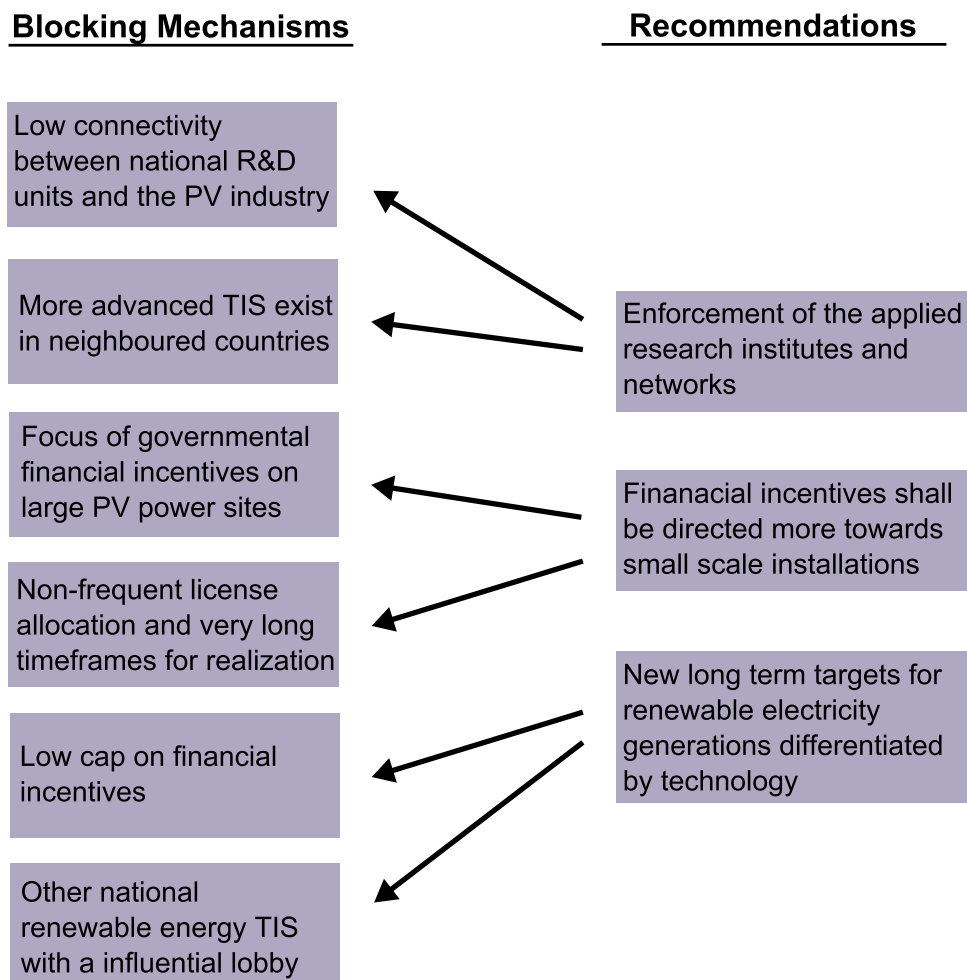 Blocking Mechanisms
Low connectivity
between national R&D
units and the PV industry
More advanced TIS exist
in neighboured countries
Focus of governmental
financial incentives on
large PV power sites
Non-frequent license
allocation and very long
timeframes for realization
Low cap on financial
incentives
Other national
renewable energy TIS
with a influential lobby
Recommendations
Enforcement of the applied
research institutes and
networks
Finanacial incentives shall
be directed more towards
small scale installations
New long term targets for
renewable electricity
generations differentiated
by technology